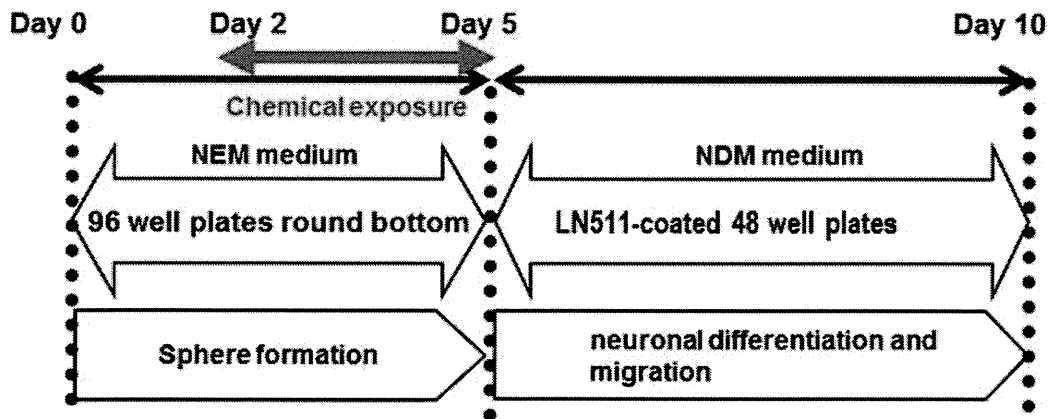 Day 0 Day 2 Day 5 Day 10
Chemical exposure
NEM medium NDM medium
96 well plates round bottom LN511-coated 48 well plates
Sphere formation
neuronal differentiation and
migration